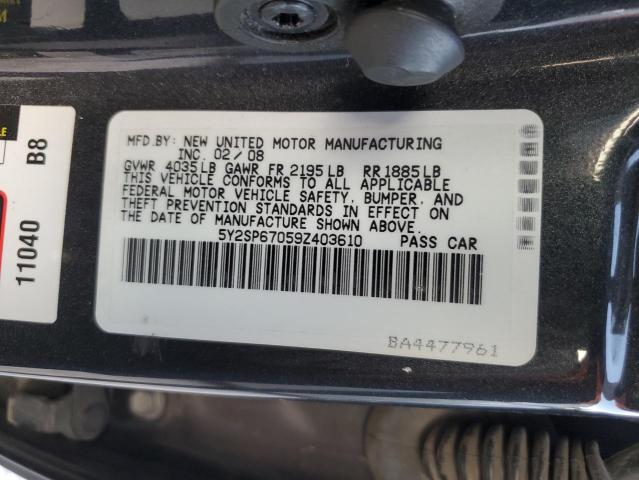 MFD.BY: NEW UNITED MOTOR MANUFACTURING
INC. 02/08
GVWR 4035LB GAWR FR 2195LB RR 1885LB
THIS VEHICLE CONFORMS TO ALL APPLICABLE
FEDERAL MOTOR VEHICLE SAFETY, BUMPER, AND
THEFT PREVENTION STANDARDS IN EFFECT ON
THE DATE OF MANUFACTURE SHOWN ABOVE.
5Y2SP67059Z403610 PASS CAR
BA4477961
11040 B8